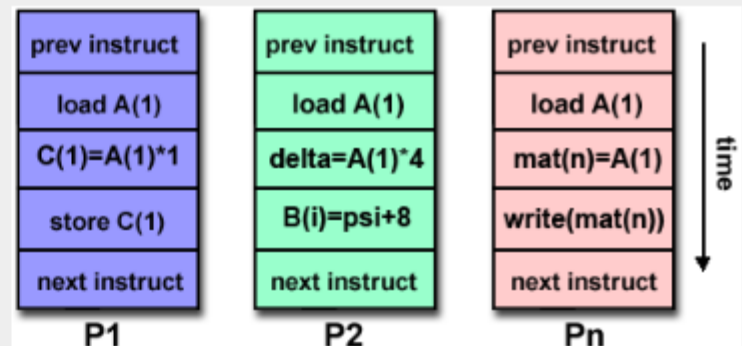 prev instruct
load A(1)
C(1)=A(1)*1
store C(1)
next instruct
P1
prev instruct
load A(1)
delta=A(1)*4
B(i)=psi+8
next instruct
P2
prev instruct
load A(1)
mat(n)=A(1)
write(mat(n))
next instruct
Pn
time